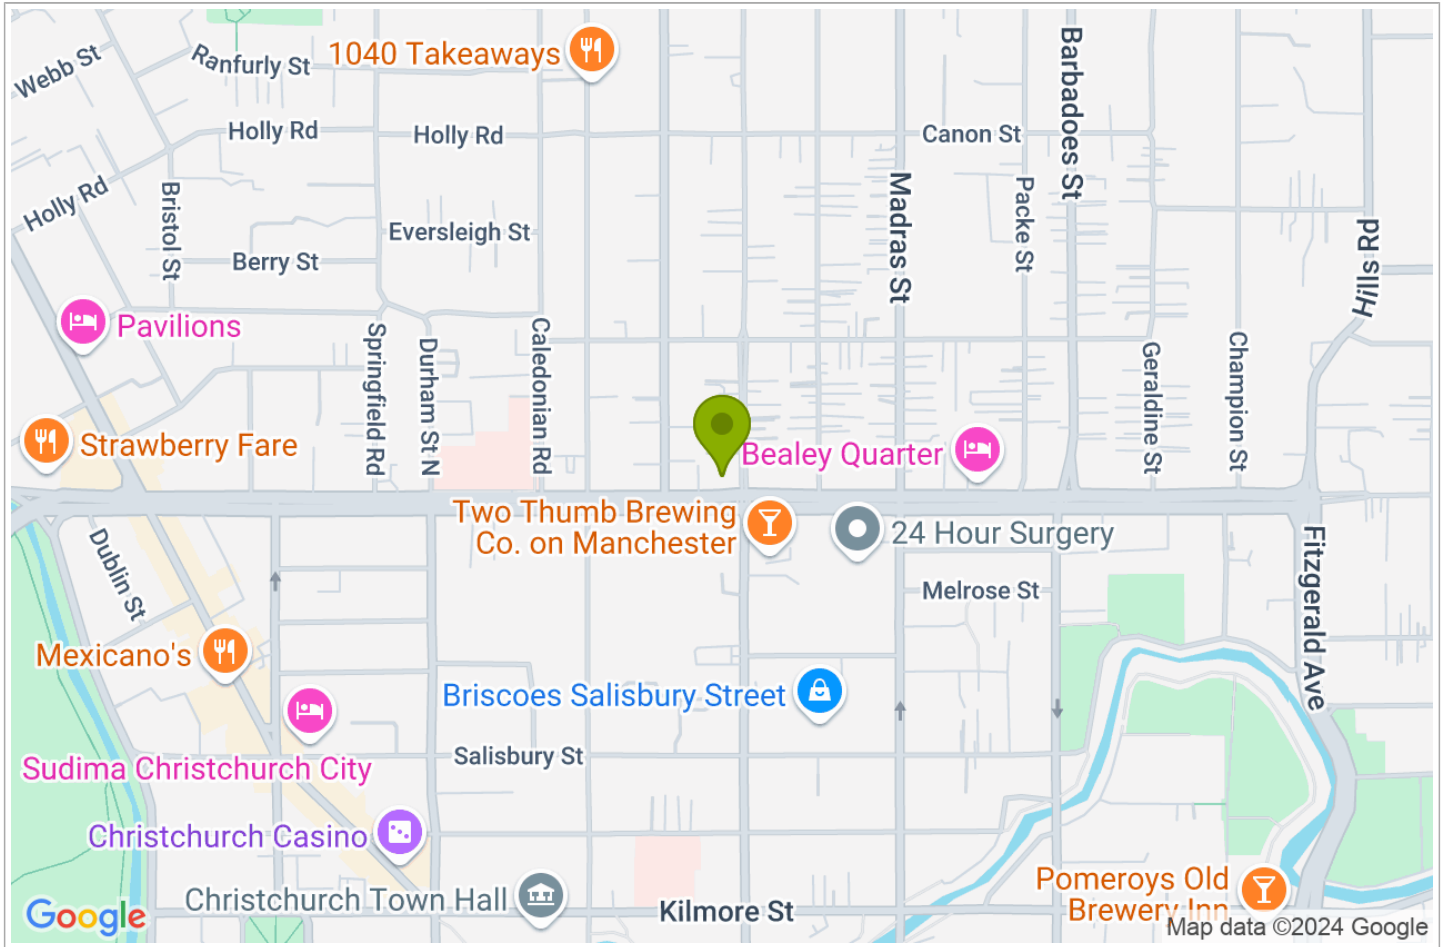 1040 Takeaways
Barbadoes St
Webb St
Ranfurly St
Holly Rd
Holly Rd
Canon St
Holly Rd
Bristol St
Madras St
Packe St
Eversleigh St
Berry St
Hills Rd
Pavilions
Springfield Rd
Durham St N
Caledonian Rd
Geraldine St
Champion St
Strawberry Fare
Bealey Quarter
Two Thumb Brewing
Co. on Manchester
24 Hour Surgery
Dublin St
Melrose St
Fitzgerald Ave
Mexicano's
Briscoes Salisbury Street
Salisbury St
Sudima Christchurch City
Christchurch Casino
Christchurch Town Hall
Kilmore St
Pomeroys Old
Brewery Inn
Google
Map data ©2024 Google